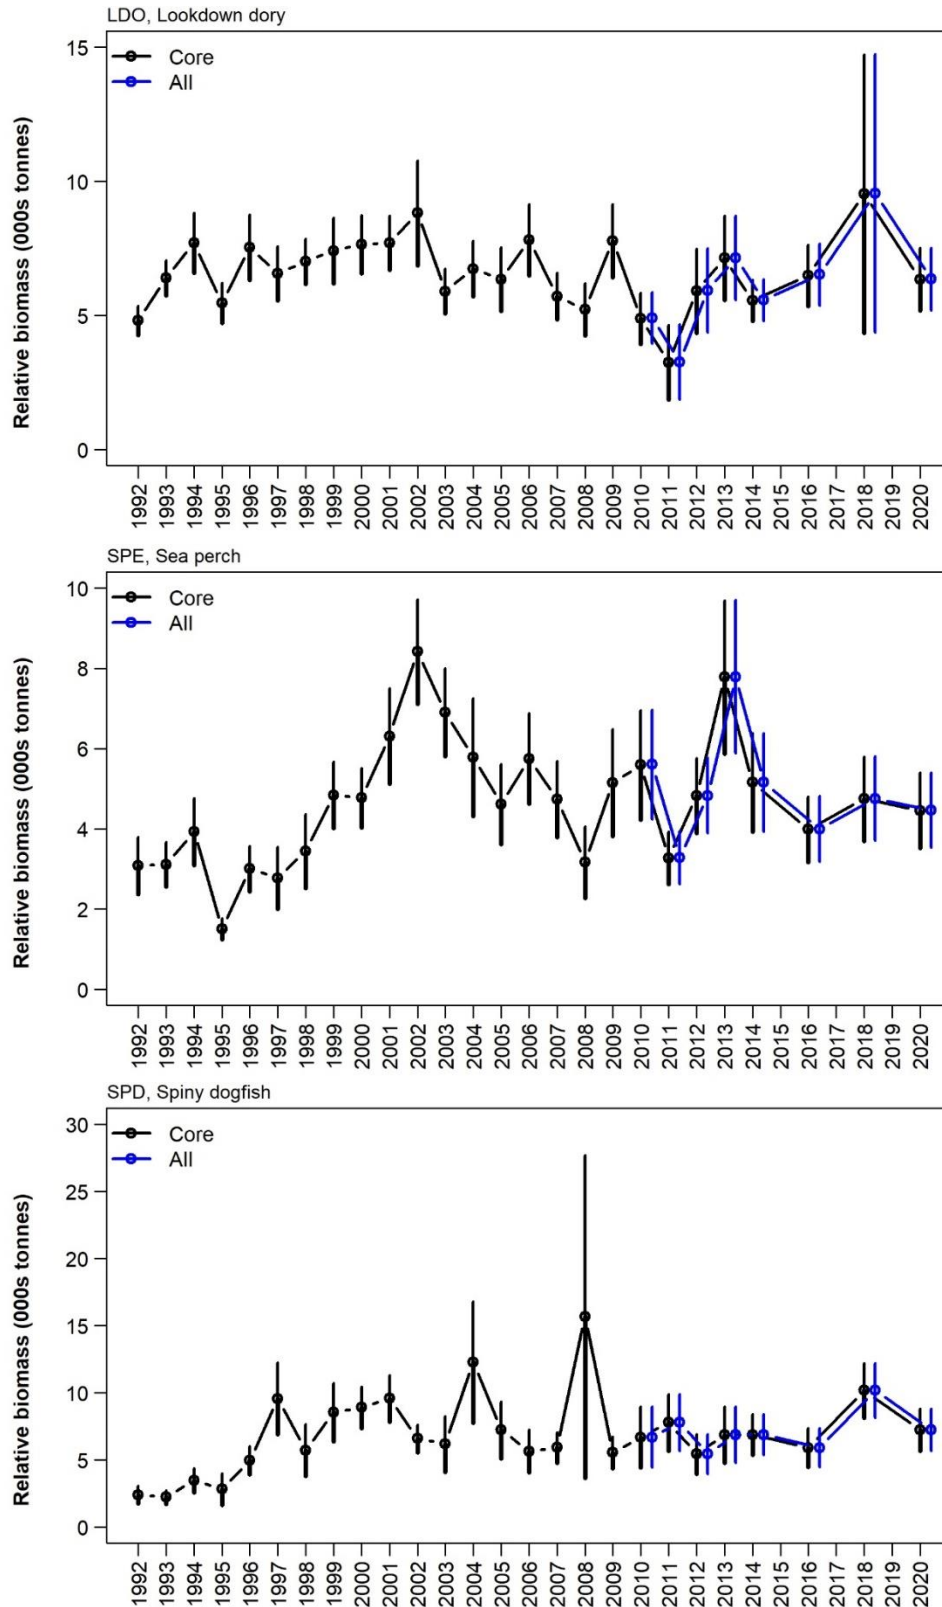 LDO, Lookdown dory
Relative biomass (000s tonnes)
15
10
5
0
Core
All
1992 1993 1994 1995 1996 1997 1998 1999 2000 2001 2002 2003 2004 2005 2006 2007 2008 2009 2010 2011 2012 2013 2014 2015 2016 2017 2018 2019 2020
SPE, Sea perch
Relative biomass (000s tonnes)
10
8
6
4
2
0
Core
All
1992 1993 1994 1995 1996 1997 1998 1999 2000 2001 2002 2003 2004 2005 2006 2007 2008 2009 2010 2011 2012 2013 2014 2015 2016 2017 2018 2019 2020
SPD, Spiny dogfish
Relative biomass (000s tonnes)
30
25
20
15
10
5
0
Core
All
1992 1993 1994 1995 1996 1997 1998 1999 2000 2001 2002 2003 2004 2005 2006 2007 2008 2009 2010 2011 2012 2013 2014 2015 2016 2017 2018 2019 2020